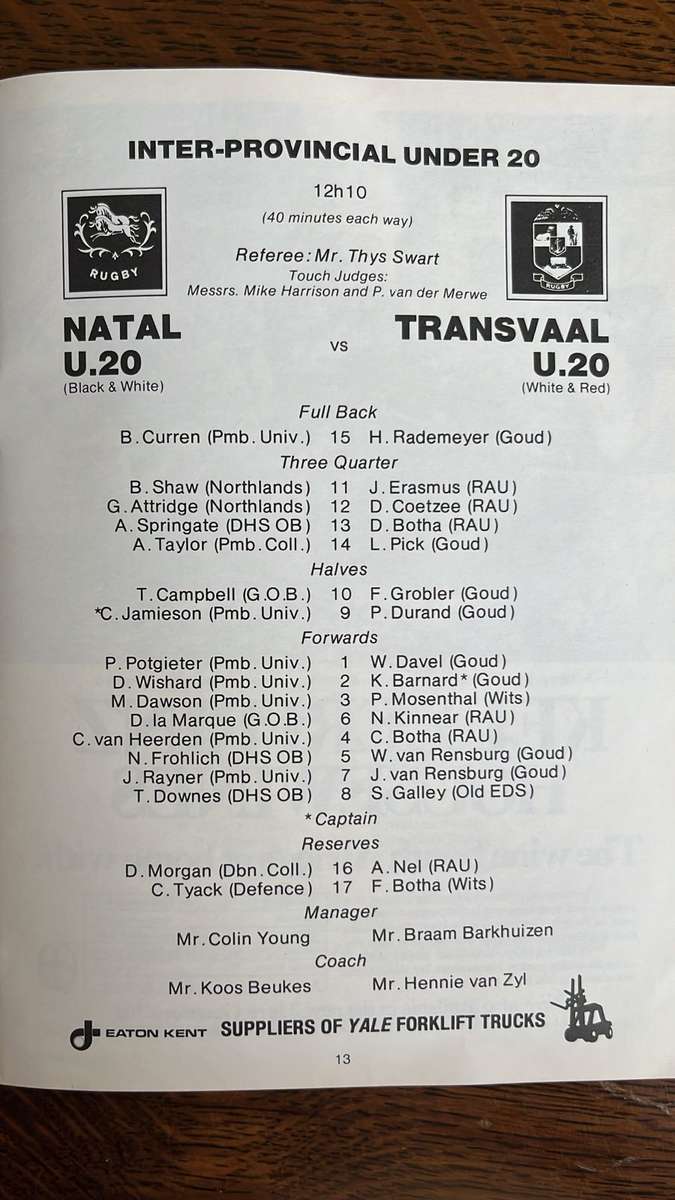 INTER-PROVINCIAL UNDER 20
12h10
(40 minutes each way)
Referee: Mr. Thys Swart
Touch Judges:
Messrs. Mike Harrison and P. van der Merwe
RUGBY
RUGBY
NATAL
U.20
(Black & White)
vs
TRANSVAAL
U.20
(White & Red)
Full Back
B. Curren (Pmb. Univ.) 15 H. Rademeyer (Goud)
Three Quarter
B. Shaw (Northlands) 11 J. Erasmus (RAU)
G. Attridge (Northlands) 12 D. Coetzee (RAU)
A. Springate (DHS OB) 13 D. Botha (RAU)
A. Taylor (Pmb. Coll.) 14 L. Pick (Goud)
Halves
T. Campbell (G.O.B.) 10 F. Grobler (Goud)
*C. Jamieson (Pmb. Univ.) 9 P. Durand (Goud)
Forwards
P. Potgieter (Pmb. Univ.) 1 W. Davel (Goud)
D. Wishard (Pmb. Univ.) 2 K. Barnard* (Goud)
M. Dawson (Pmb. Univ.) 3 P. Mosenthal (Wits)
D. la Marque (G.O.B.) 6 N. Kinnear (RAU)
C. van Heerden (Pmb. Univ.) 4 C. Botha (RAU)
N. Frohlich (DHS OB) 5 W. van Rensburg (Goud)
J. Rayner (Pmb. Univ.) 7 J. van Rensburg (Goud)
T. Downes (DHS OB) 8 S. Galley (Old EDS)
*Captain
Reserves
D. Morgan (Dbn. Coll.) 16 A. Nel (RAU)
C. Tyack (Defence) 17 F. Botha (Wits)
Manager
Mr. Colin Young Mr. Braam Barkhuizen
Coach
Mr. Koos Beukes Mr. Hennie van Zyl
EATON KENT SUPPLIERS OF YALE FORKLIFT TRUCKS
13